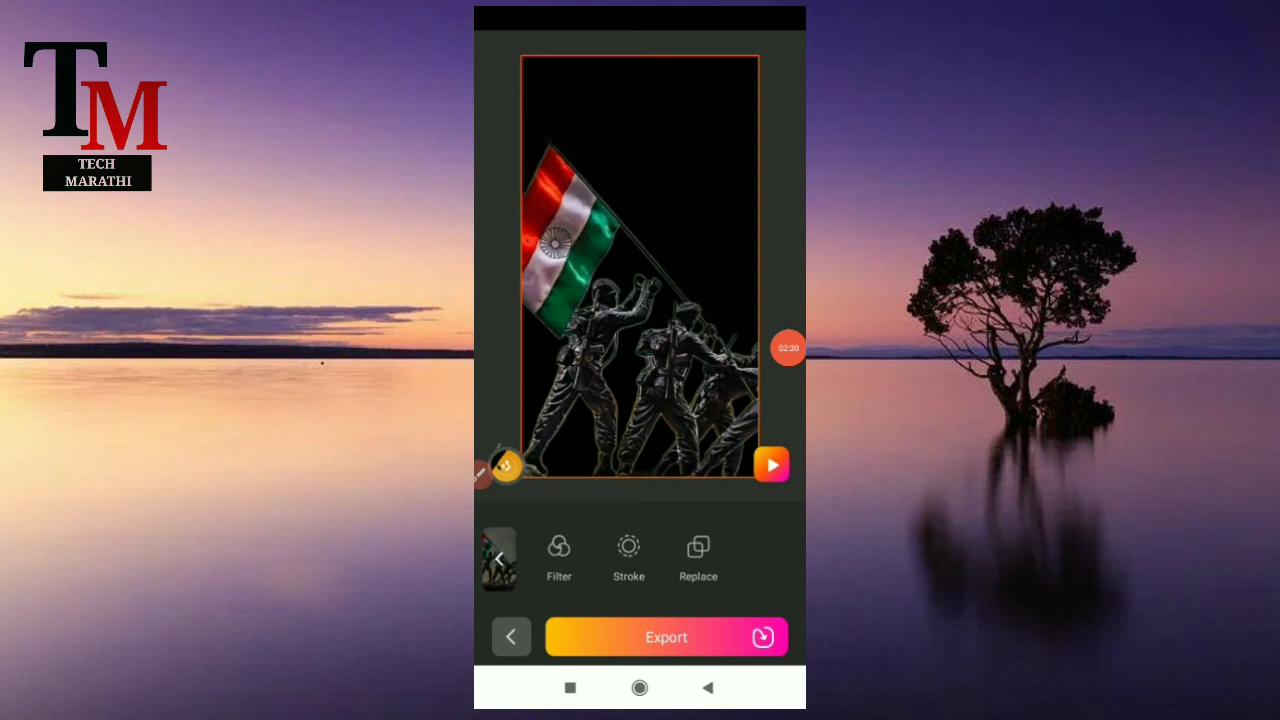 TM
TECH
MARATHI
02:30
Filter
Stroke
Replace
Export